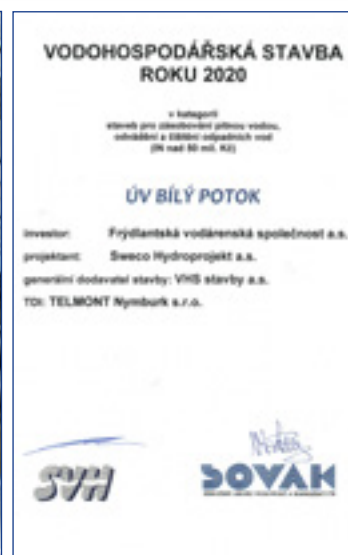 VODOHOSPODÁŘSKÁ STAVBA
ROKU 2020
v kategorii
staveb pro zásobování pitnou vodou,
odvádění a čištění odpadních vod
(IN nad 50 mil. Kč)
ÚV BÍLÝ POTOK
investor: Frýdlantská vodárenská společnost a.s.
projektant: Sweco Hydroprojekt a.s.
generální dodavatel stavby: VHS stavby a.s.
TDI: TELMONT Nymburk s.r.o.
SVH
SOVAK